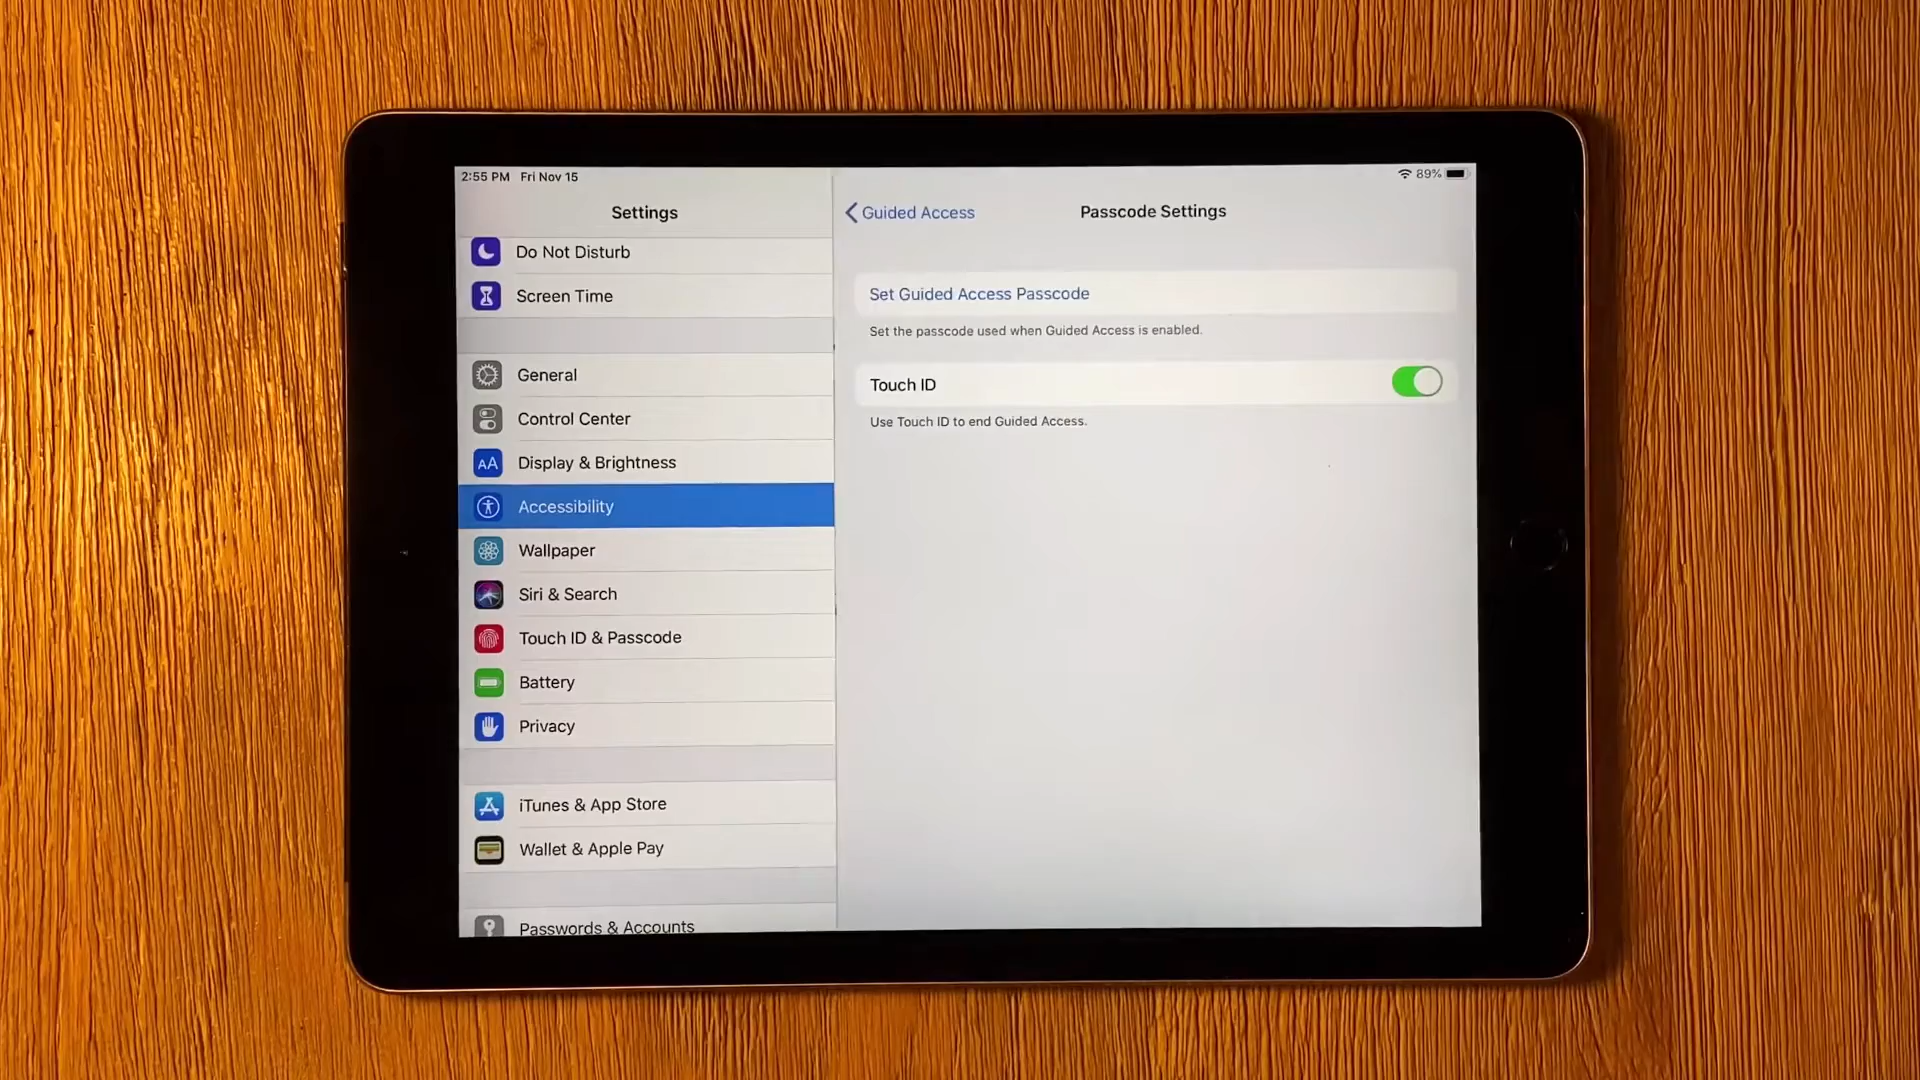 2:55 PM Fri Nov 15
89%
Settings
Do Not Disturb
Screen Time
General
Control Center
AA
Display & Brightness
Accessibility
Wallpaper
Siri & Search
Touch ID & Passcode
Battery
Privacy
iTunes & App Store
Wallet & Apple Pay
Passwords & Accounts
Guided Access
Passcode Settings
Set Guided Access Passcode
Set the passcode used when Guided Access is enabled.
Touch ID
Use Touch ID to end Guided Access.